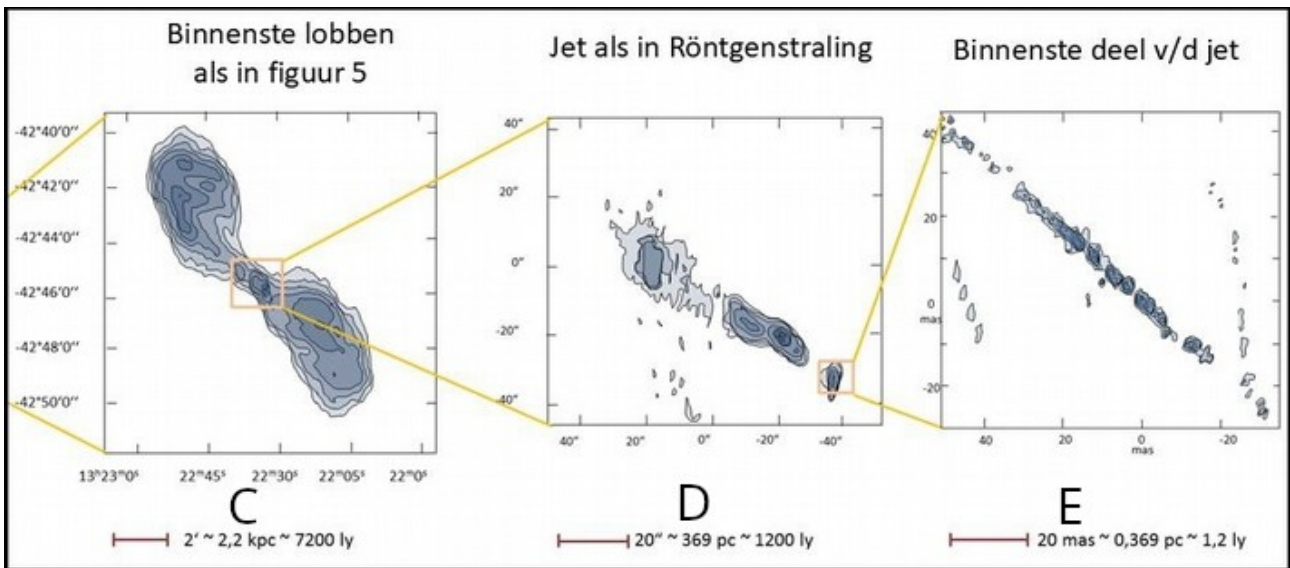 Binnenste lobben
als in figuur 5
Jet als in Röntgenstraling
Binnenste deel v/d jet
-42°40'0''
-42°42'0''
-42°44'0''
-42°46'0''
-42°48'0''
-42°50'0''
13ʰ23ᵐ0ˢ
22ᵐ45ˢ
22ᵐ30ˢ
22ᵐ05ˢ
22ᵐ0ˢ
40"
20"
0"
-20"
-40"
40"
20"
0"
-20"
-40"
40
20
0
mas
-20
40
20
0
mas
-20
C
D
E
2' ~ 2,2 kpc ~ 7200 ly
20" ~ 369 pc ~ 1200 ly
20 mas ~ 0,369 pc ~ 1,2 ly